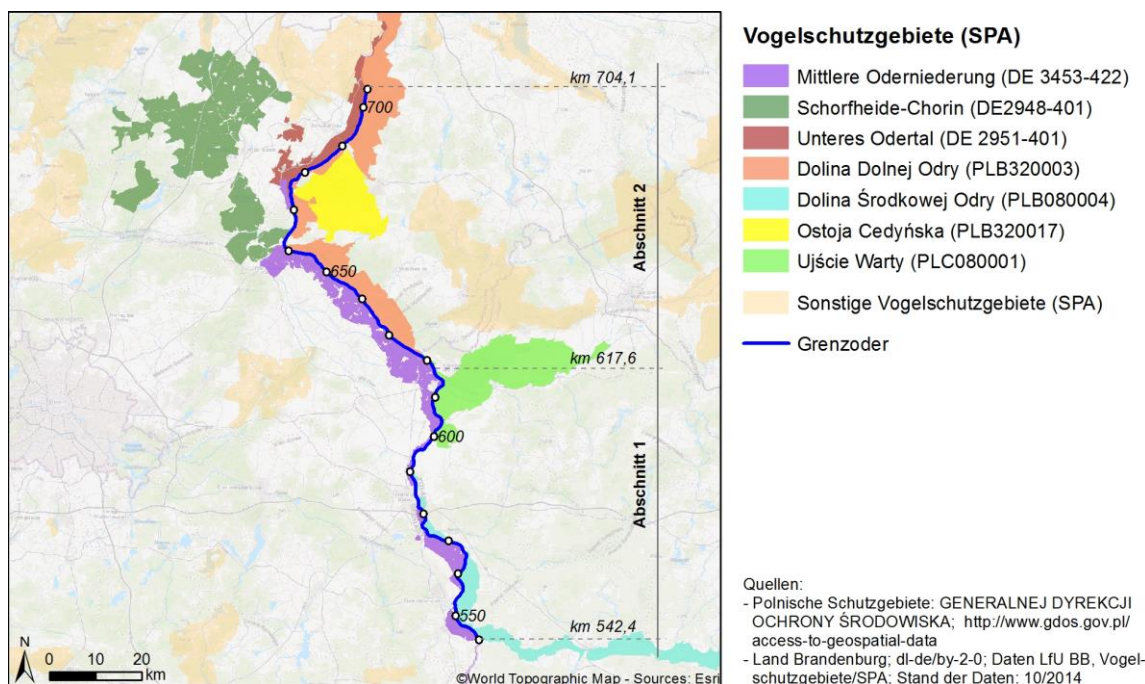 km 704,1
700
Abschnitt 2
650
km 617,6
600
Abschnitt 1
550
km 542,4
N
0 10 20
km
©World Topographic Map - Sources: Esri
Vogelschutzgebiete (SPA)
Mittlere Oderniederung (DE 3453-422)
Schorfheide-Chorin (DE2948-401)
Unteres Odertal (DE 2951-401)
Dolina Dolnej Odry (PLB320003)
Dolina Środkowej Odry (PLB080004)
Ostoja Cedyńska (PLB320017)
Ujście Warty (PLC080001)
Sonstige Vogelschutzgebiete (SPA)
Grenzoder
Quellen:
- Polnische Schutzgebiete: GENERALNEJ DYREKCJI
OCHRONY ŚRODOWISKA; http://www.gdos.gov.pl/
access-to-geospatial-data
- Land Brandenburg; dl-de/by-2-0; Daten LfU BB, Vogel-
schutzgebiete/SPA; Stand der Daten: 10/2014